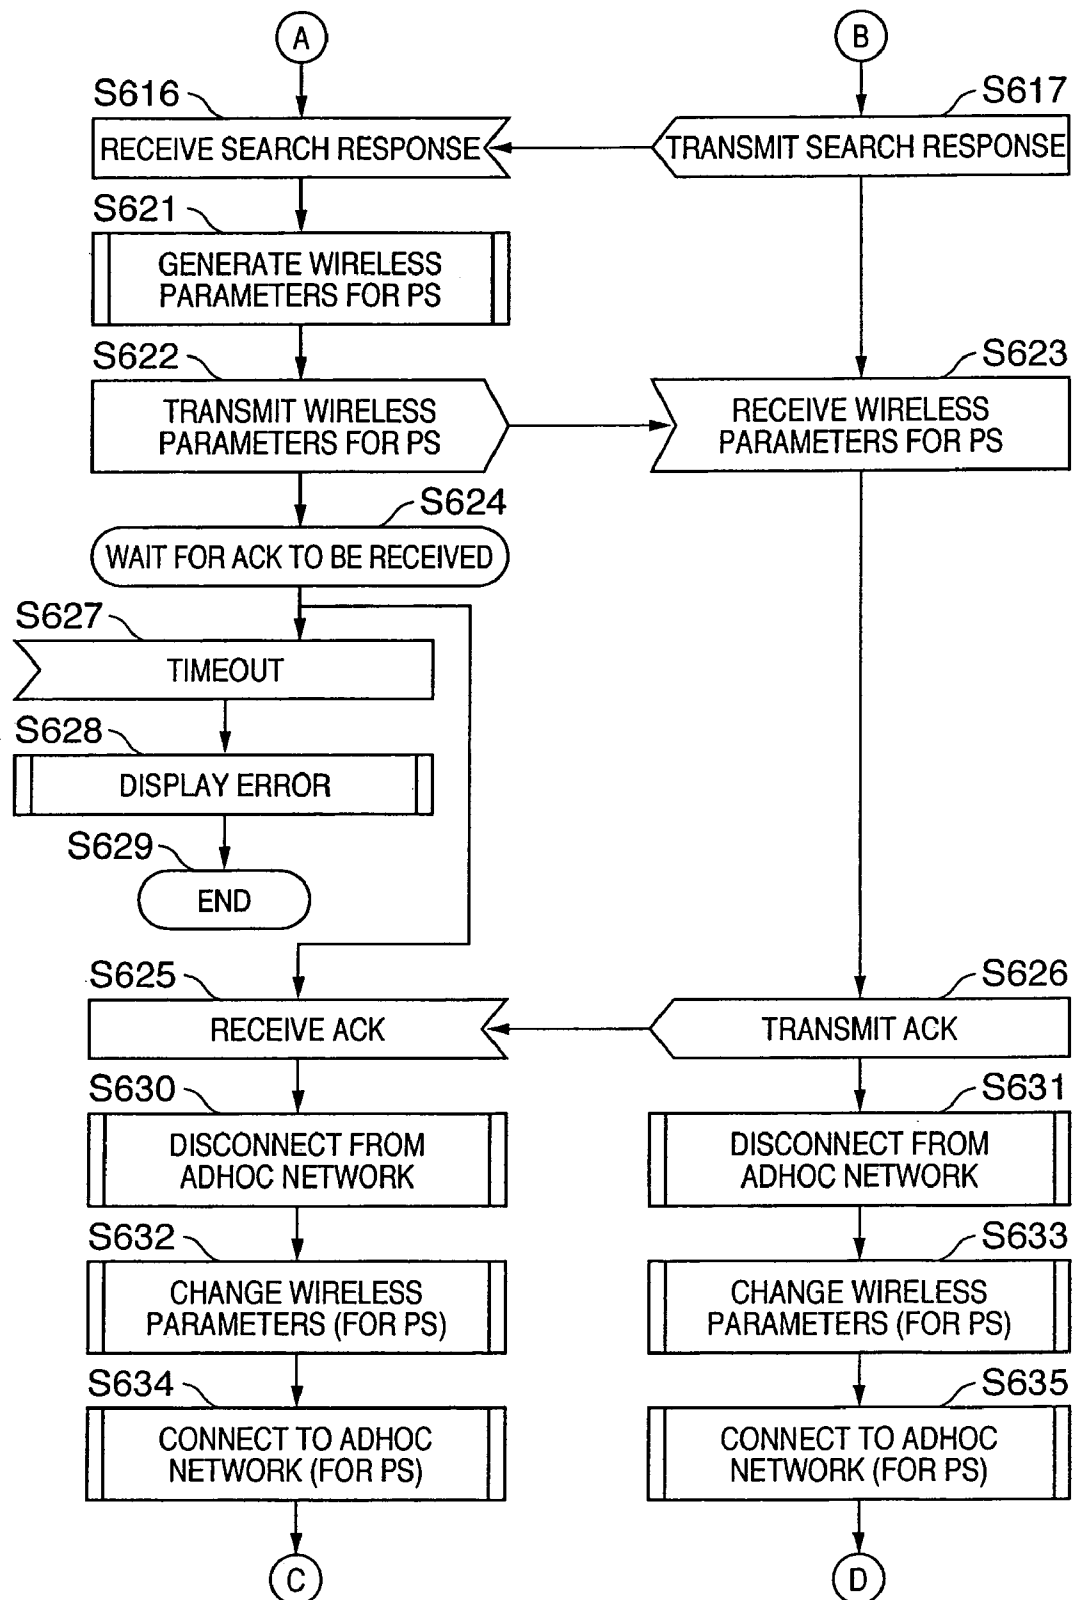 A
B
S616
S617
RECEIVE SEARCH RESPONSE
TRANSMIT SEARCH RESPONSE
S621
GENERATE WIRELESS
PARAMETERS FOR PS
S622
S623
TRANSMIT WIRELESS
PARAMETERS FOR PS
RECEIVE WIRELESS
PARAMETERS FOR PS
S624
WAIT FOR ACK TO BE RECEIVED
S627
TIMEOUT
S628
DISPLAY ERROR
S629
END
S625
S626
RECEIVE ACK
TRANSMIT ACK
S630
S631
DISCONNECT FROM
ADHOC NETWORK
DISCONNECT FROM
ADHOC NETWORK
S632
S633
CHANGE WIRELESS
PARAMETERS (FOR PS)
CHANGE WIRELESS
PARAMETERS (FOR PS)
S634
S635
CONNECT TO ADHOC
NETWORK (FOR PS)
CONNECT TO ADHOC
NETWORK (FOR PS)
C
D